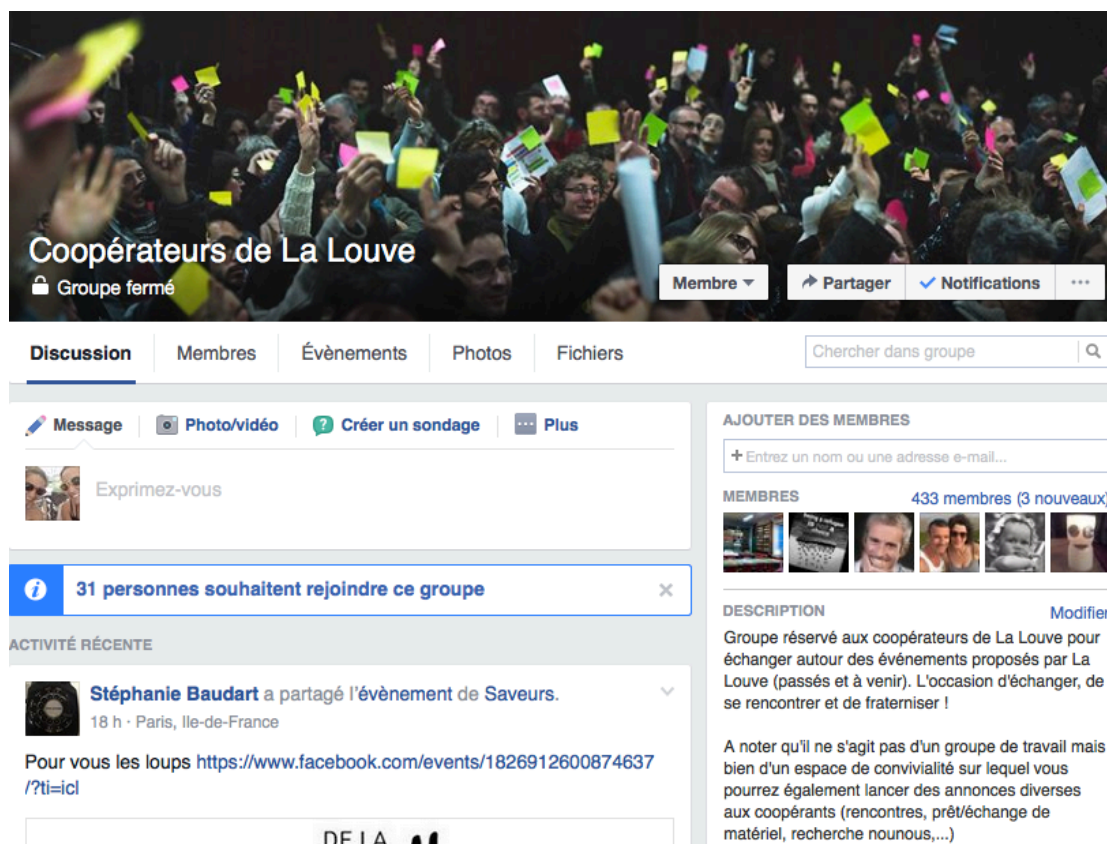 Coopérateurs de La Louve
Groupe fermé
Membre
Partager
Notifications
Discussion
Membres
Évènements
Photos
Fichiers
Chercher dans groupe
Message
Photo/vidéo
Créer un sondage
Plus
Exprimez-vous
31 personnes souhaitent rejoindre ce groupe
ACTIVITÉ RÉCENTE
Stéphanie Baudart a partagé l'évènement de Saveurs.
18 h · Paris, Ile-de-France
Pour vous les loups https://www.facebook.com/events/1826912600874637
/?ti=icl
DE LA
AJOUTER DES MEMBRES
Entrez un nom ou une adresse e-mail...
MEMBRES
433 membres (3 nouveaux)
DESCRIPTION
Modifier
Groupe réservé aux coopérateurs de La Louve pour
échanger autour des événements proposés par La
Louve (passés et à venir). L'occasion d'échanger, de
se rencontrer et de fraterniser !
A noter qu'il ne s'agit pas d'un groupe de travail mais
bien d'un espace de convivialité sur lequel vous
pourrez également lancer des annonces diverses
aux coopérants (rencontres, prêt/échange de
matériel, recherche nounous,...)